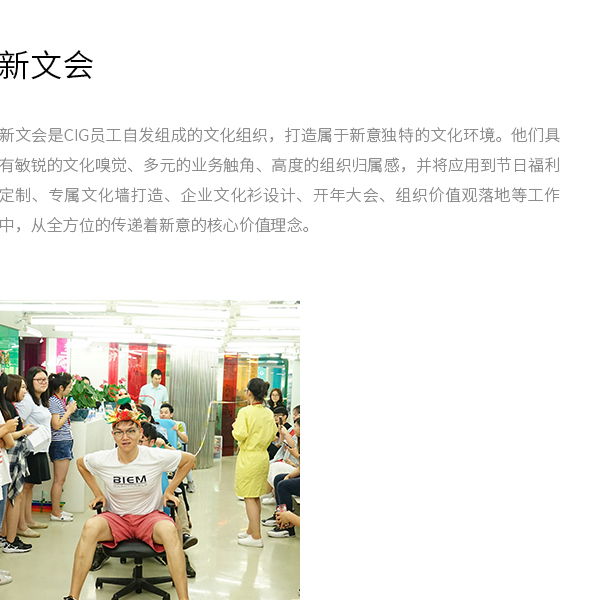 新文会
新文会是CIG员工自发组成的文化组织，打造属于新意独特的文化环境。他们具
有敏锐的文化嗅觉、多元的业务触角、高度的组织归属感，并将应用到节日福利
定制、专属文化墙打造、企业文化衫设计、开年大会、组织价值观落地等工作
中，从全方位的传递着新意的核心价值理念。
BIEM